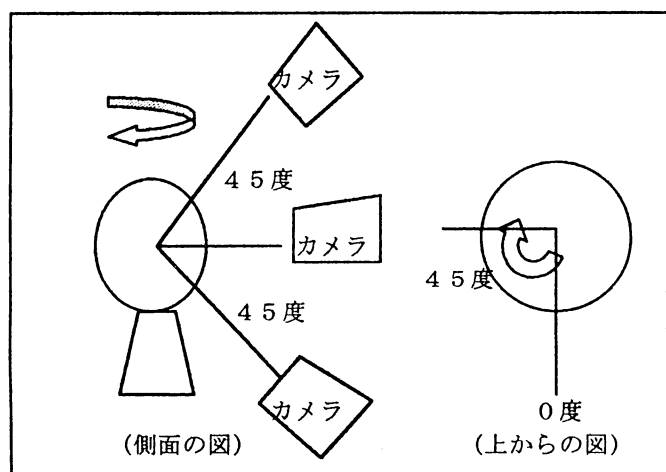 カメラ
４５度
カメラ
４５度
４５度
カメラ
０度
(側面の図)
(上からの図)